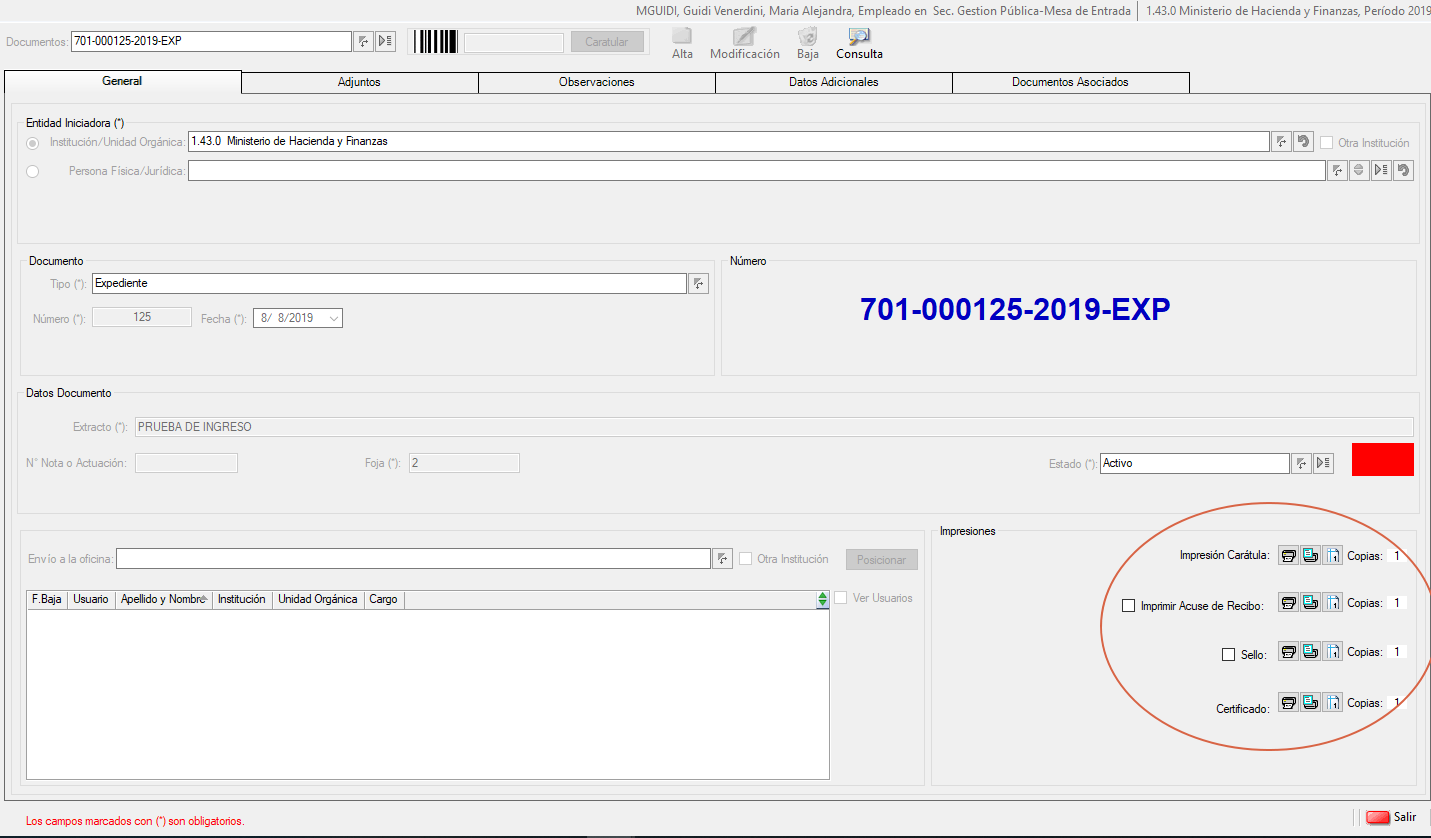 MGUIDI, Guidi Venerdini, Maria Alejandra, Empleado en Sec. Gestion Pública-Mesa de Entrada 1.43.0 Ministerio de Hacienda y Finanzas, Período 2019
Documentos: 701-000125-2019-EXP Caratular Alta Modificación Baja Consulta
General Adjuntos Observaciones Datos Adicionales Documentos Asociados
Entidad Iniciadora (*)
Institución/Unidad Orgánica: 1.43.0 Ministerio de Hacienda y Finanzas Otra Institución
Persona Física/Jurídica:
Documento Número
Tipo (*): Expediente
701-000125-2019-EXP
Número (*): 125 Fecha (*): 8/ 8/2019
Datos Documento
Extracto (*): PRUEBA DE INGRESO
N° Nota o Actuación: Foja (*): 2 Estado (*): Activo
Impresiones
Envío a la oficina: Otra Institución Posicionar Impresión Carátula: Copias: 1
F.Baja Usuario Apellido y Nombre Institución Unidad Orgánica Cargo Ver Usuarios
Imprimir Acuse de Recibo: Copias: 1
Sello: Copias: 1
Certificado: Copias: 1
Los campos marcados con (*) son obligatorios. Salir